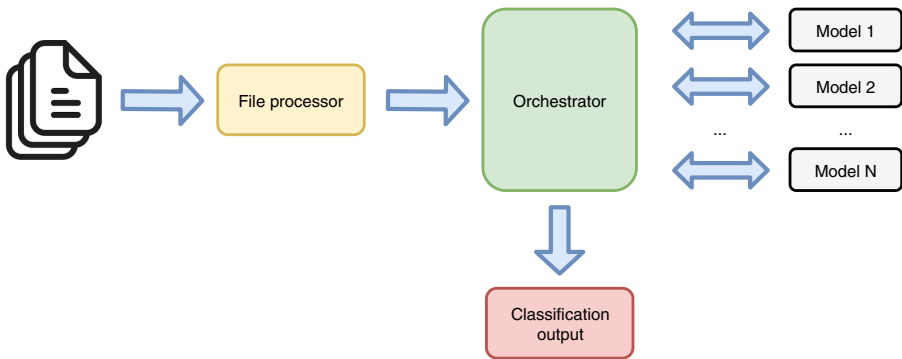 File processor
Orchestrator
Model 1
Model 2
... ...
Model N
Classification
output